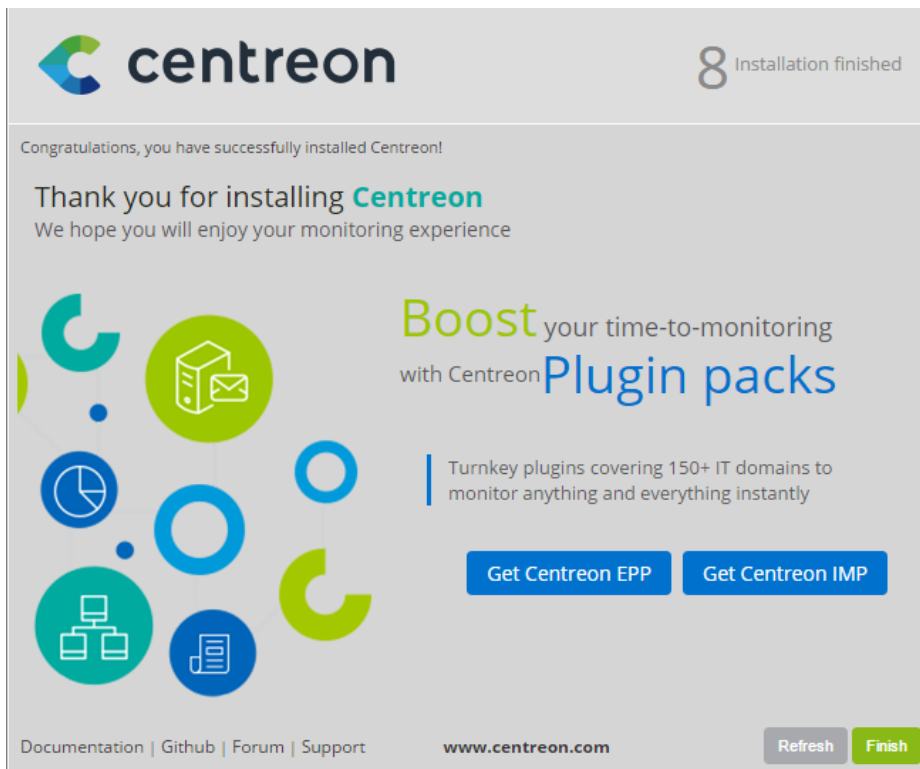 centreon
8 Installation finished
Congratulations, you have successfully installed Centreon!
Thank you for installing Centreon
We hope you will enjoy your monitoring experience
Boost your time-to-monitoring
with Centreon Plugin packs
Turnkey plugins covering 150+ IT domains to
monitor anything and everything instantly
Get Centreon EPP Get Centreon IMP
Documentation | Github | Forum | Support www.centreon.com Refresh Finish